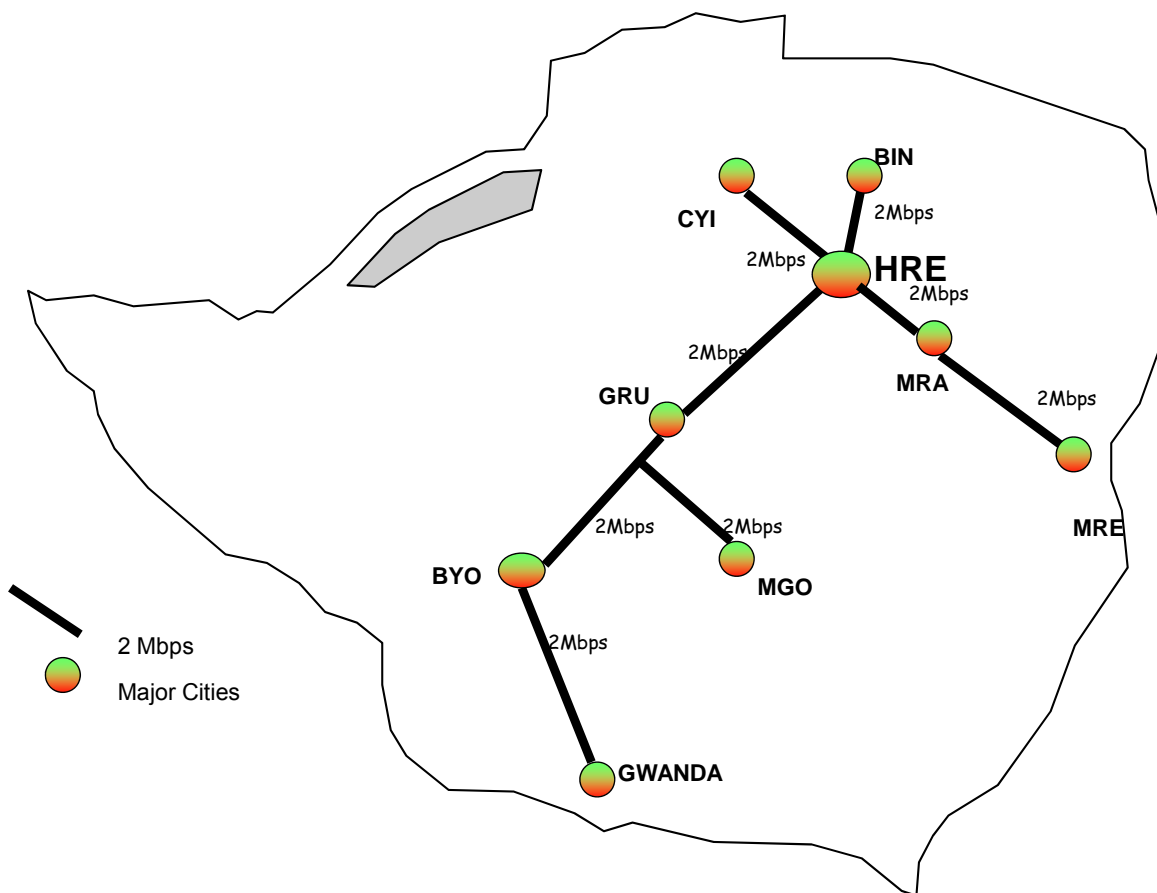 BIN
2Mbps
CYI
2Mbps
HRE
2Mbps
2Mbps
MRA
GRU
2Mbps
2Mbps
2Mbps
MRE
BYO
MGO
2Mbps
2 Mbps
Major Cities
GWANDA